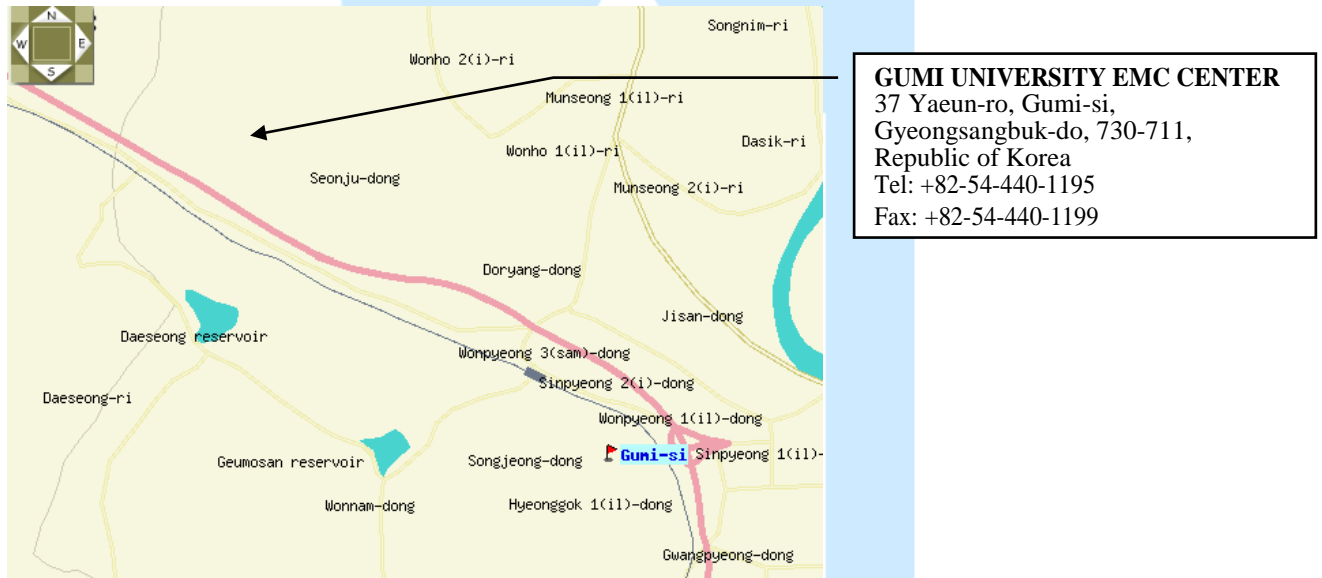 N
W E
S
Songnim-ri
Wonho 2(i)-ri
Munseong 1(il)-ri
Dasik-ri
Wonho 1(il)-ri
Seonju-dong
Munseong 2(i)-ri
Doryang-dong
Jisan-dong
Daeseong reservoir
Wonpyeong 3(sam)-dong
Sinpyeong 2(i)-dong
Daeseong-ri
Wonpyeong 1(il)-dong
Gumi-si
Sinpyeong 1(il)-
Geumosan reservoir
Songjeong-dong
Wonnam-dong
Hyeonggok 1(il)-dong
Gwangpyeong-dong
GUMI UNIVERSITY EMC CENTER
37 Yaeun-ro, Gumi-si,
Gyeongsangbuk-do, 730-711,
Republic of Korea
Tel: +82-54-440-1195
Fax: +82-54-440-1199